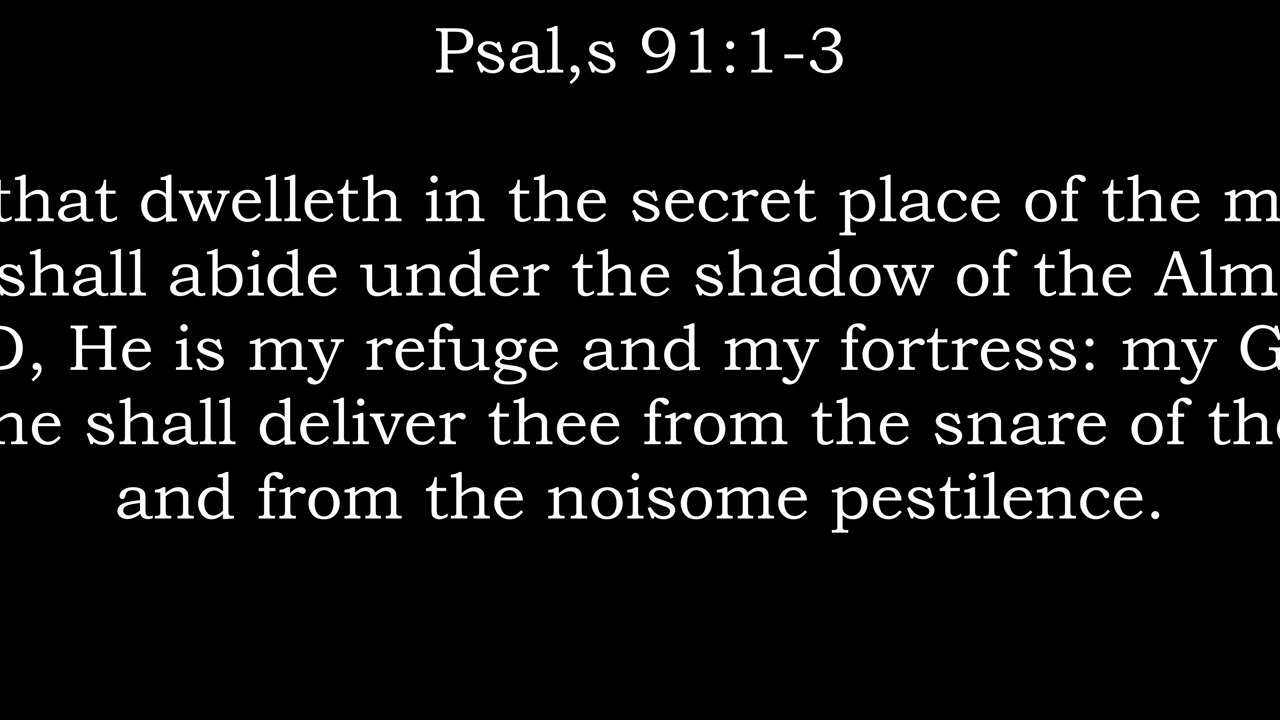 Psal,s 91:1-3
that dwelleth in the secret place of the m
shall abide under the shadow of the Alm
D, He is my refuge and my fortress: my G
he shall deliver thee from the snare of the
and from the noisome pestilence.